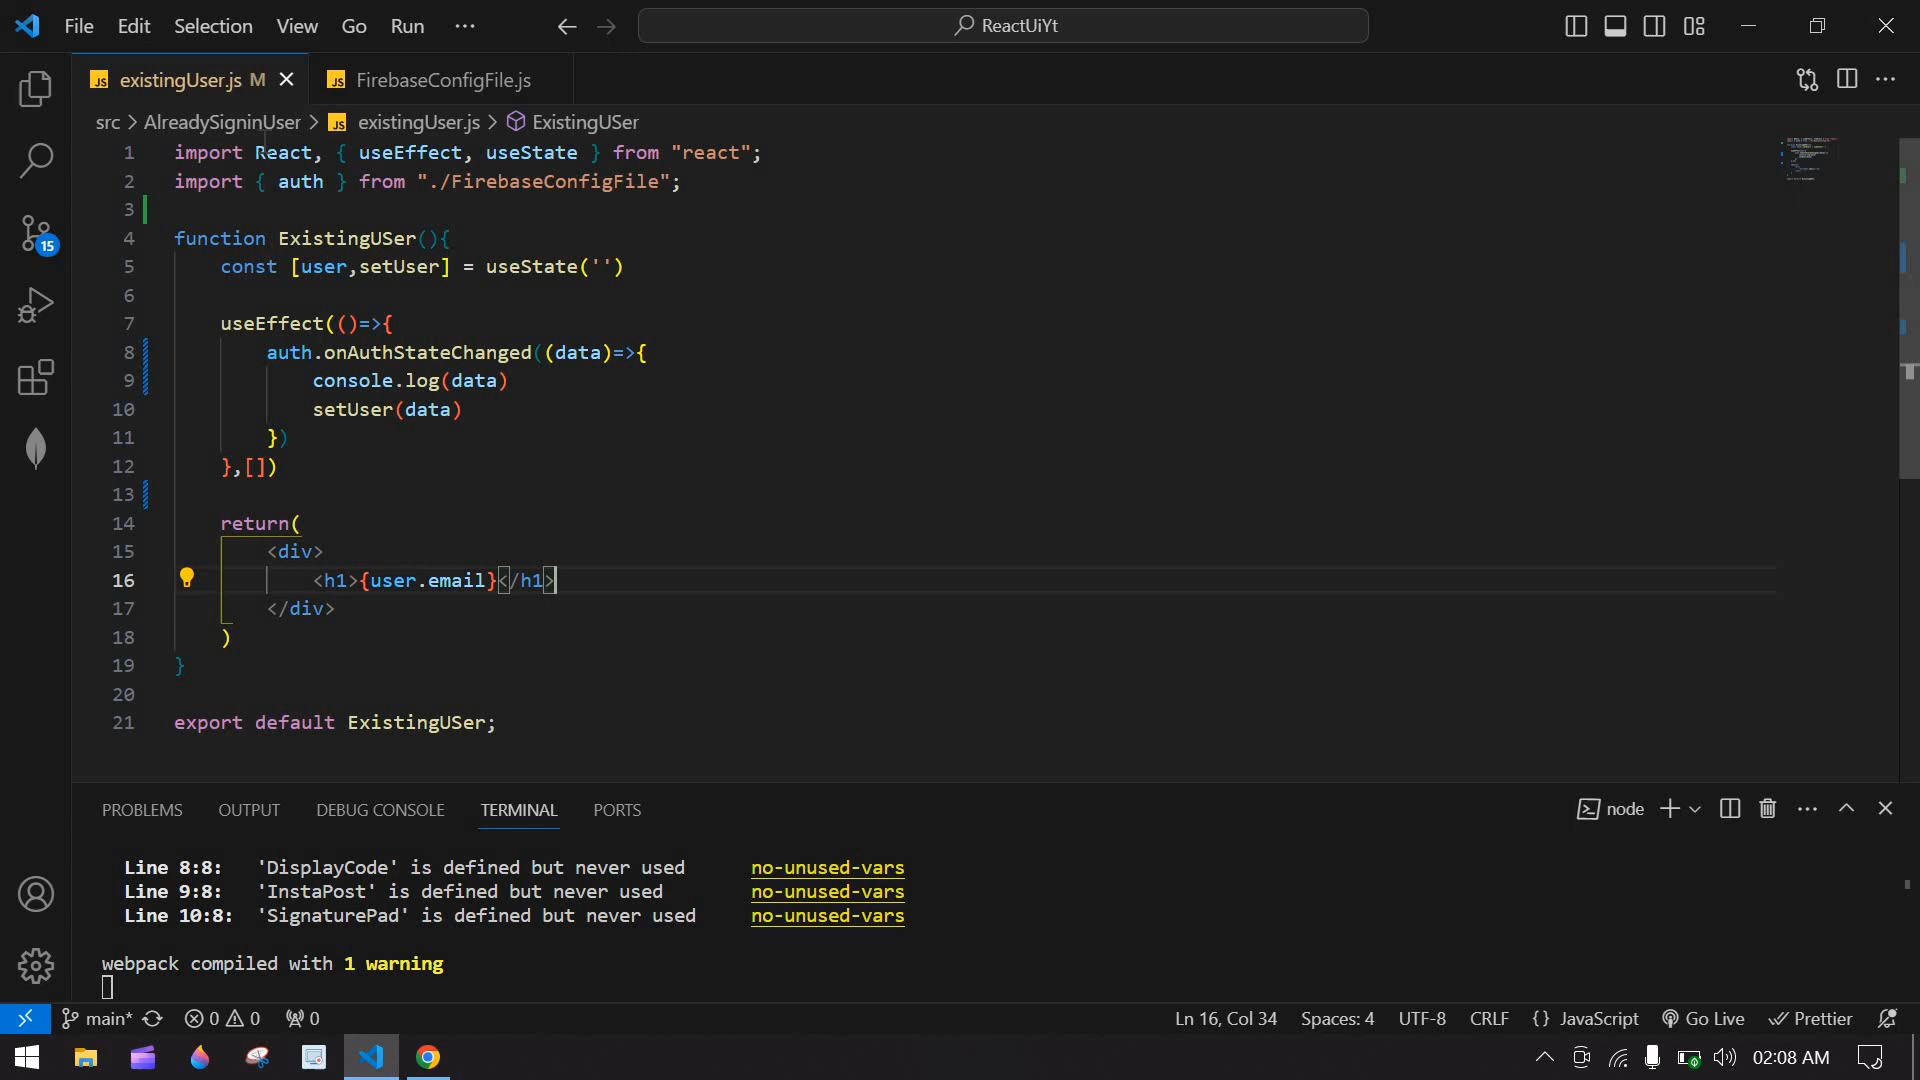 File Edit Selection View Go Run ···
ReactUiYt
JS existingUser.js M
JS FirebaseConfigFile.js
src > AlreadySigninUser > JS existingUser.js > ExistingUSer
1 import React, { useEffect, useState } from "react";
2 import { auth } from "./FirebaseConfigFile";
3
4 function ExistingUSer(){
5 const [user,setUser] = useState('')
6
7 useEffect(()=>{
8 auth.onAuthStateChanged((data)=>{
9 console.log(data)
10 setUser(data)
11 })
12 },[])
13
14 return(
15 <div>
16 <h1>{user.email}</h1>
17 </div>
18 )
19 }
20
21 export default ExistingUSer;
15
PROBLEMS OUTPUT DEBUG CONSOLE TERMINAL PORTS
node
Line 8:8: 'DisplayCode' is defined but never used no-unused-vars
Line 9:8: 'InstaPost' is defined but never used no-unused-vars
Line 10:8: 'SignaturePad' is defined but never used no-unused-vars
webpack compiled with 1 warning
main* 0 0 0
Ln 16, Col 34 Spaces: 4 UTF-8 CRLF {} JavaScript Go Live Prettier
02:08 AM